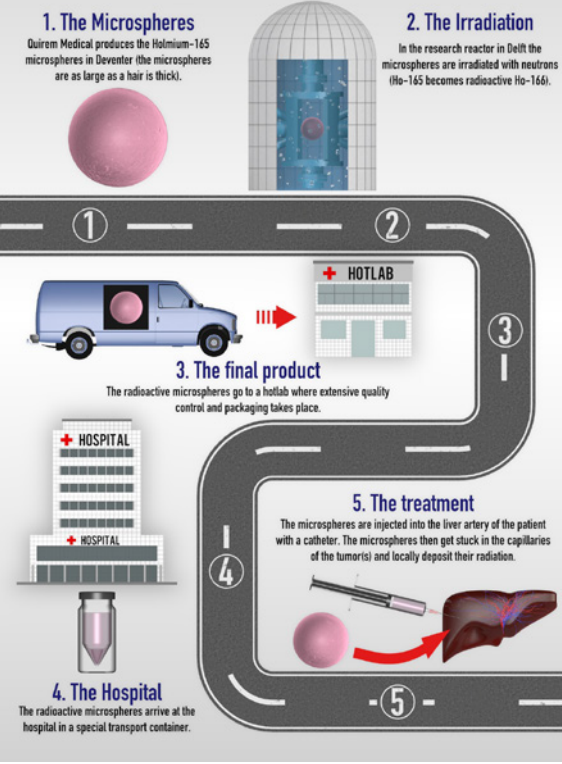 1. The Microspheres
Quirem Medical produces the Holmium-165
microspheres in Deventer (the microspheres
are as large as a hair is thick).
2. The Irradiation
In the research reactor in Delft the
microspheres are irradiated with neutrons
(Ho-165 becomes radioactive Ho-166).
1
2
HOTLAB
3
3. The final product
The radioactive microspheres go to a hotlab where extensive quality
control and packaging takes place.
HOSPITAL
HOSPITAL
4
5. The treatment
The microspheres are injected into the liver artery of the patient
with a catheter. The microspheres then get stuck in the capillaries
of the tumor(s) and locally deposit their radiation.
4. The Hospital
The radioactive microspheres arrive at the
hospital in a special transport container.
5